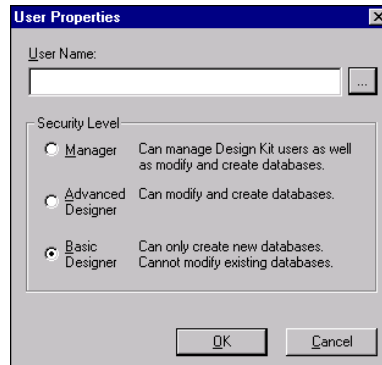 User Properties
User Name:
...
Security Level
Manager
Can manage Design Kit users as well
as modify and create databases.
Advanced
Designer
Can modify and create databases.
Basic
Designer
Can only create new databases.
Cannot modify existing databases.
OK
Cancel